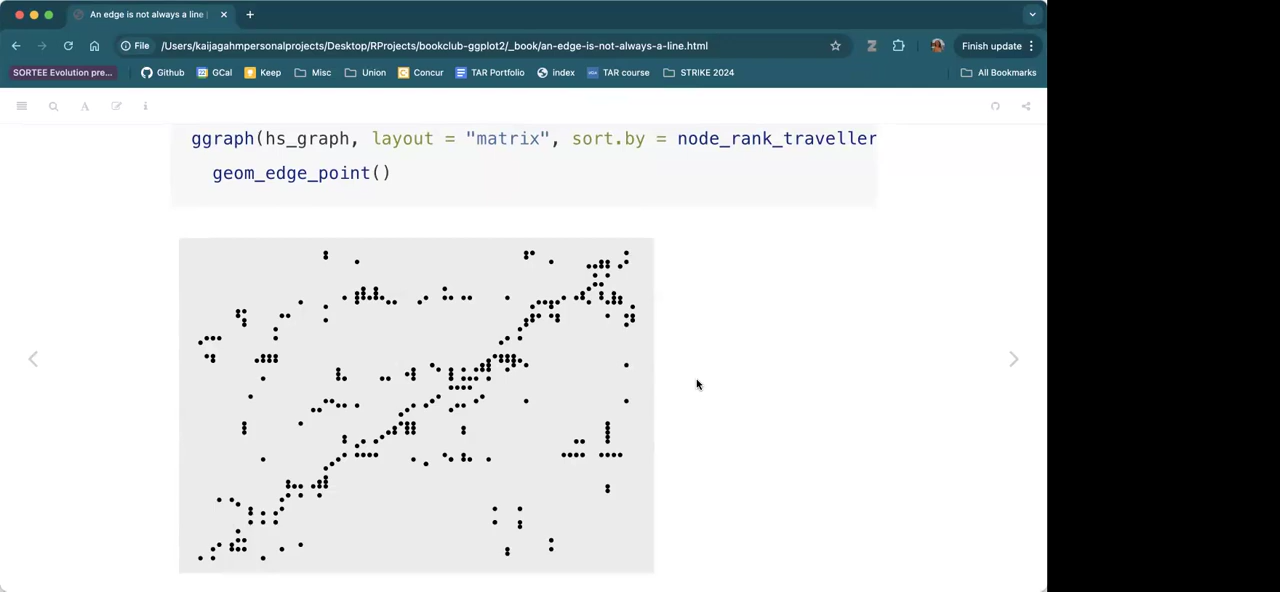 An edge is not always a line
File /Users/kaijagahmpersonalprojects/Desktop/RProjects/bookclub-ggplot2/_book/an-edge-is-not-always-a-line.html Finish update
SORTEE Evolution pre... Github GCal Keep Misc Union Concur TAR Portfolio index TAR course STRIKE 2024 All Bookmarks
ggraph(hs_graph, layout = "matrix", sort.by = node_rank_traveller
geom_edge_point()